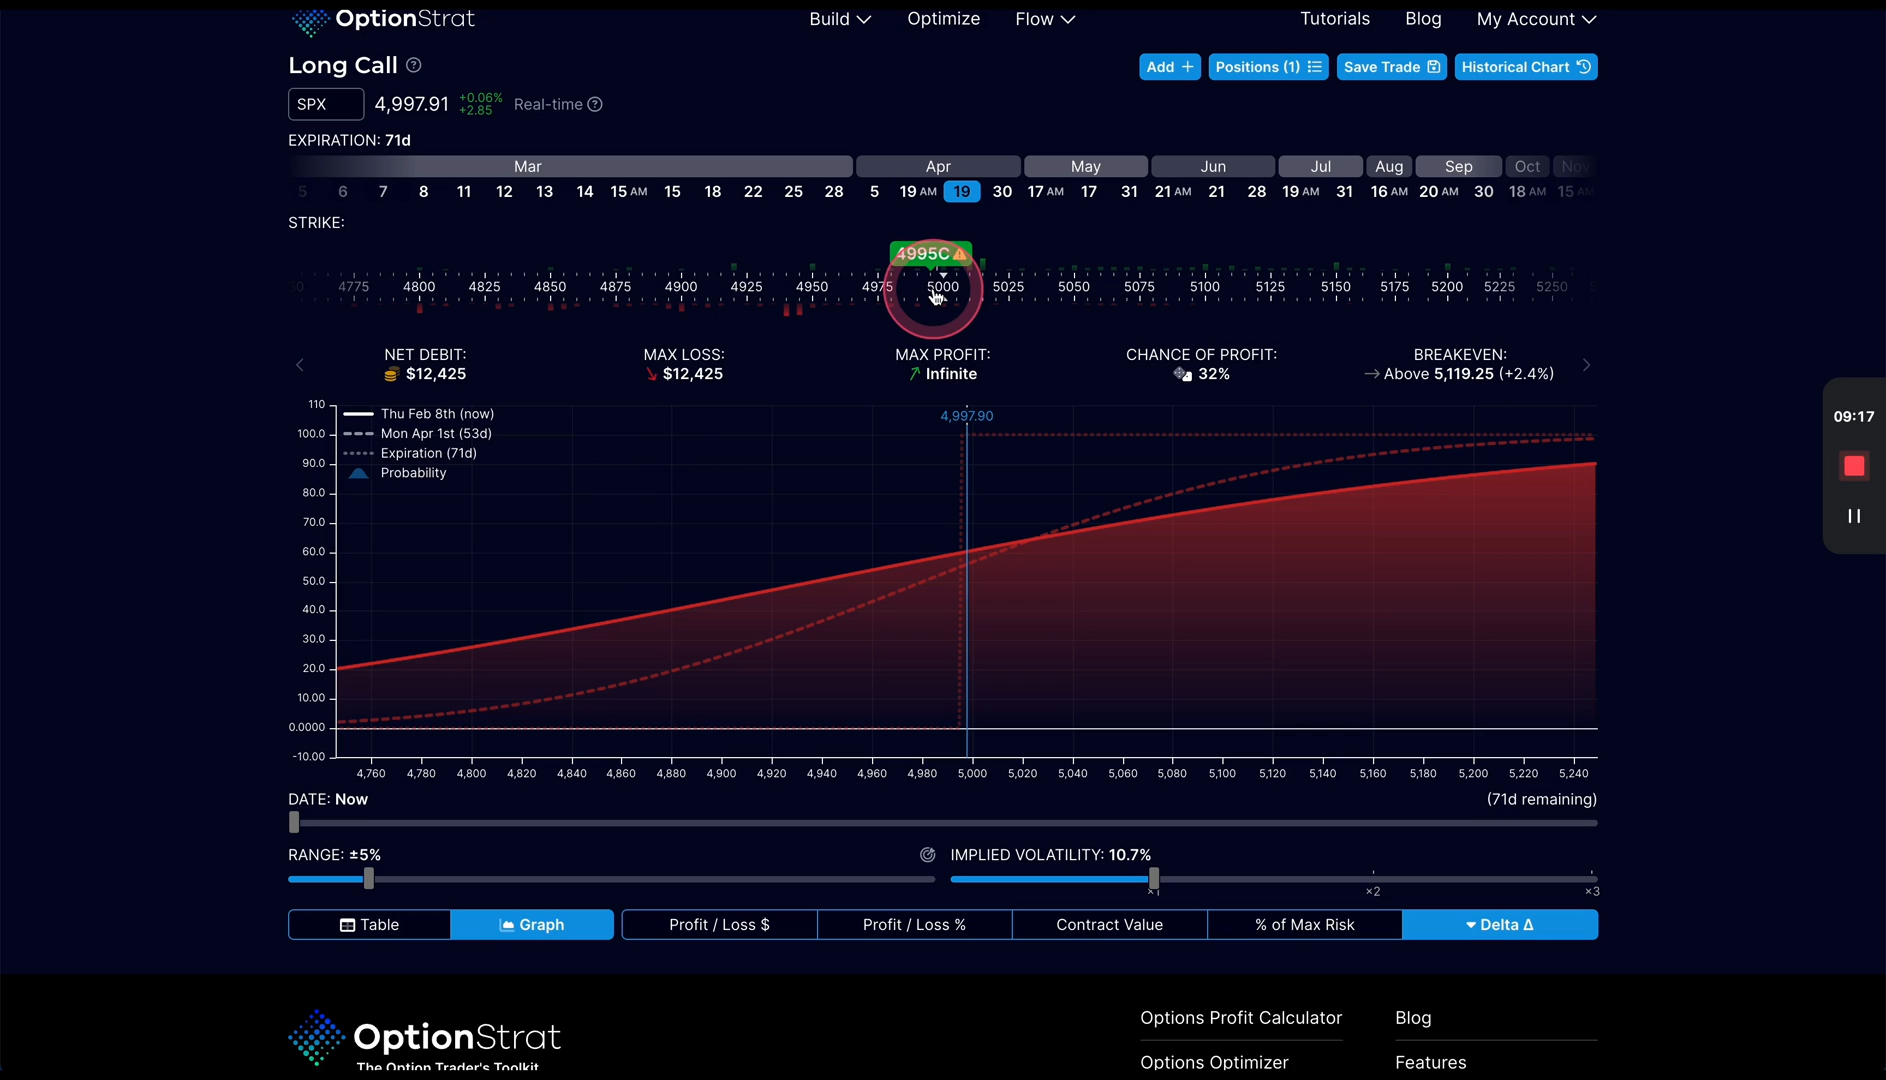 OptionStrat
Build
Optimize
Flow
Tutorials
Blog
My Account
Long Call ?
Add +
Positions (1)
Save Trade
Historical Chart
SPX
4,997.91
+0.06%
+2.85
Real-time ?
EXPIRATION: 71d
Mar
Apr
May
Jun
Jul
Aug
Sep
Oct
Nov
5 6 7 8 11 12 13 14 15 AM 15 18 22 25 28 5 19 AM 19 30 17 AM 17 31 21 AM 21 28 19 AM 31 16 AM 20 AM 30 18 AM 15 AM
STRIKE:
4995C
4775 4800 4825 4850 4875 4900 4925 4950 4975 5000 5025 5050 5075 5100 5125 5150 5175 5200 5225 5250
NET DEBIT:
$12,425
MAX LOSS:
$12,425
MAX PROFIT:
Infinite
CHANCE OF PROFIT:
32%
BREAKEVEN:
Above 5,119.25 (+2.4%)
Thu Feb 8th (now)
Mon Apr 1st (53d)
Expiration (71d)
Probability
4,997.90
110
100.0
90.0
80.0
70.0
60.0
50.0
40.0
30.0
20.0
10.00
0.0000
-10.00
4,760 4,780 4,800 4,820 4,840 4,860 4,880 4,900 4,920 4,940 4,960 4,980 5,000 5,020 5,040 5,060 5,080 5,100 5,120 5,140 5,160 5,180 5,200 5,220 5,240
09:17
DATE: Now
(71d remaining)
RANGE: ±5%
IMPLIED VOLATILITY: 10.7%
×1 ×2 ×3
Table
Graph
Profit / Loss $
Profit / Loss %
Contract Value
% of Max Risk
Delta Δ
OptionStrat
The Option Trader's Toolkit
Options Profit Calculator
Options Optimizer
Blog
Features